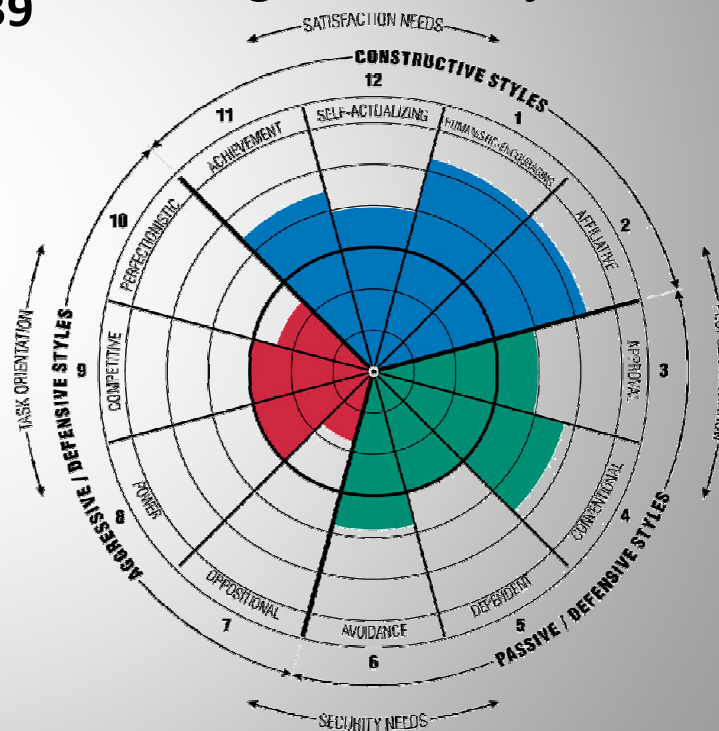 39
SATISFACTION NEEDS
CONSTRUCTIVE STYLES
12
SELF-ACTUALIZING
1
HUMANISTIC-ENCOURAGING
2
AFFILIATIVE
3
APPROVAL
4
CONVENTIONAL
5
DEPENDENT
PASSIVE / DEFENSIVE STYLES
6
AVOIDANCE
7
OPPOSITIONAL
8
POWER
9
COMPETITIVE
10
PERFECTIONISTIC
11
ACHIEVEMENT
AGGRESSIVE / DEFENSIVE STYLES
TASK ORIENTATION
SECURITY NEEDS